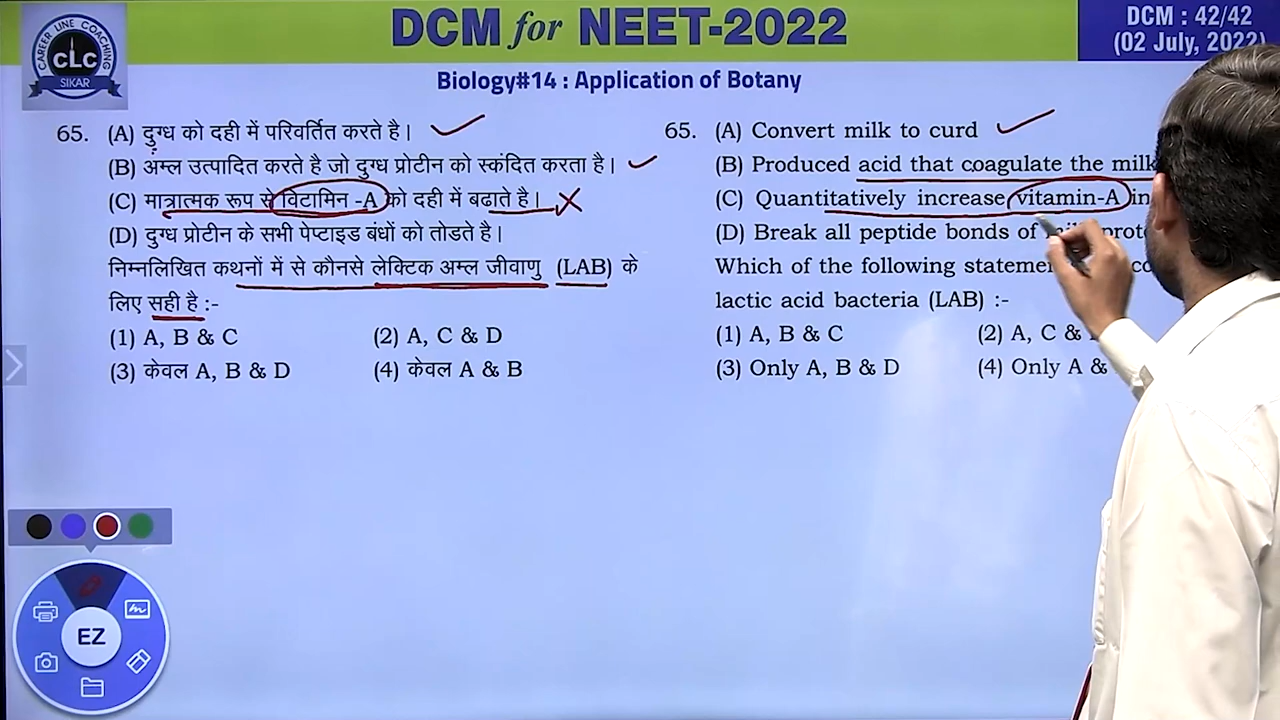 CAREER LINE COACHING
CLC
SIKAR
DCM for NEET-2022
DCM : 42/42
(02 July, 2022)
Biology#14 : Application of Botany
65. (A) दुग्ध को दही में परिवर्तित करते है।
(B) अम्ल उत्पादित करते है जो दुग्ध प्रोटीन को स्कंदित करता है।
(C) मात्रात्मक रूप से विटामिन -A को दही में बढाते है।
(D) दुग्ध प्रोटीन के सभी पेप्टाइड बंधों को तोडते है।
निम्नलिखित कथनों में से कौनसे लेक्टिक अम्ल जीवाणु (LAB) के
लिए सही है :-
(1) A, B & C (2) A, C & D
(3) केवल A, B & D (4) केवल A & B
65. (A) Convert milk to curd
(B) Produced acid that coagulate the milk
(C) Quantitatively increase vitamin-A in
(D) Break all peptide bonds of
Which of the following
lactic acid bacteria (LAB) :-
(1) A, B & C (2) A, C &
(3) Only A, B & D (4) Only A &
EZ